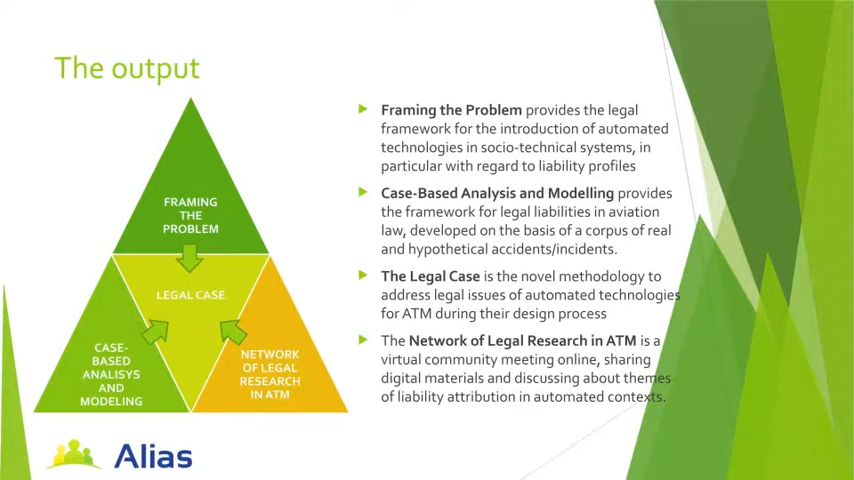 The output
FRAMING
THE
PROBLEM
LEGAL CASE
CASE-
BASED
ANALISYS
AND
MODELING
NETWORK
OF LEGAL
RESEARCH
IN ATM
Framing the Problem provides the legal
framework for the introduction of automated
technologies in socio-technical systems, in
particular with regard to liability profiles
Case-Based Analysis and Modelling provides
the framework for legal liabilities in aviation
law, developed on the basis of a corpus of real
and hypothetical accidents/incidents.
The Legal Case is the novel methodology to
address legal issues of automated technologies
for ATM during their design process
The Network of Legal Research in ATM is a
virtual community meeting online, sharing
digital materials and discussing about themes
of liability attribution in automated contexts.
Alias